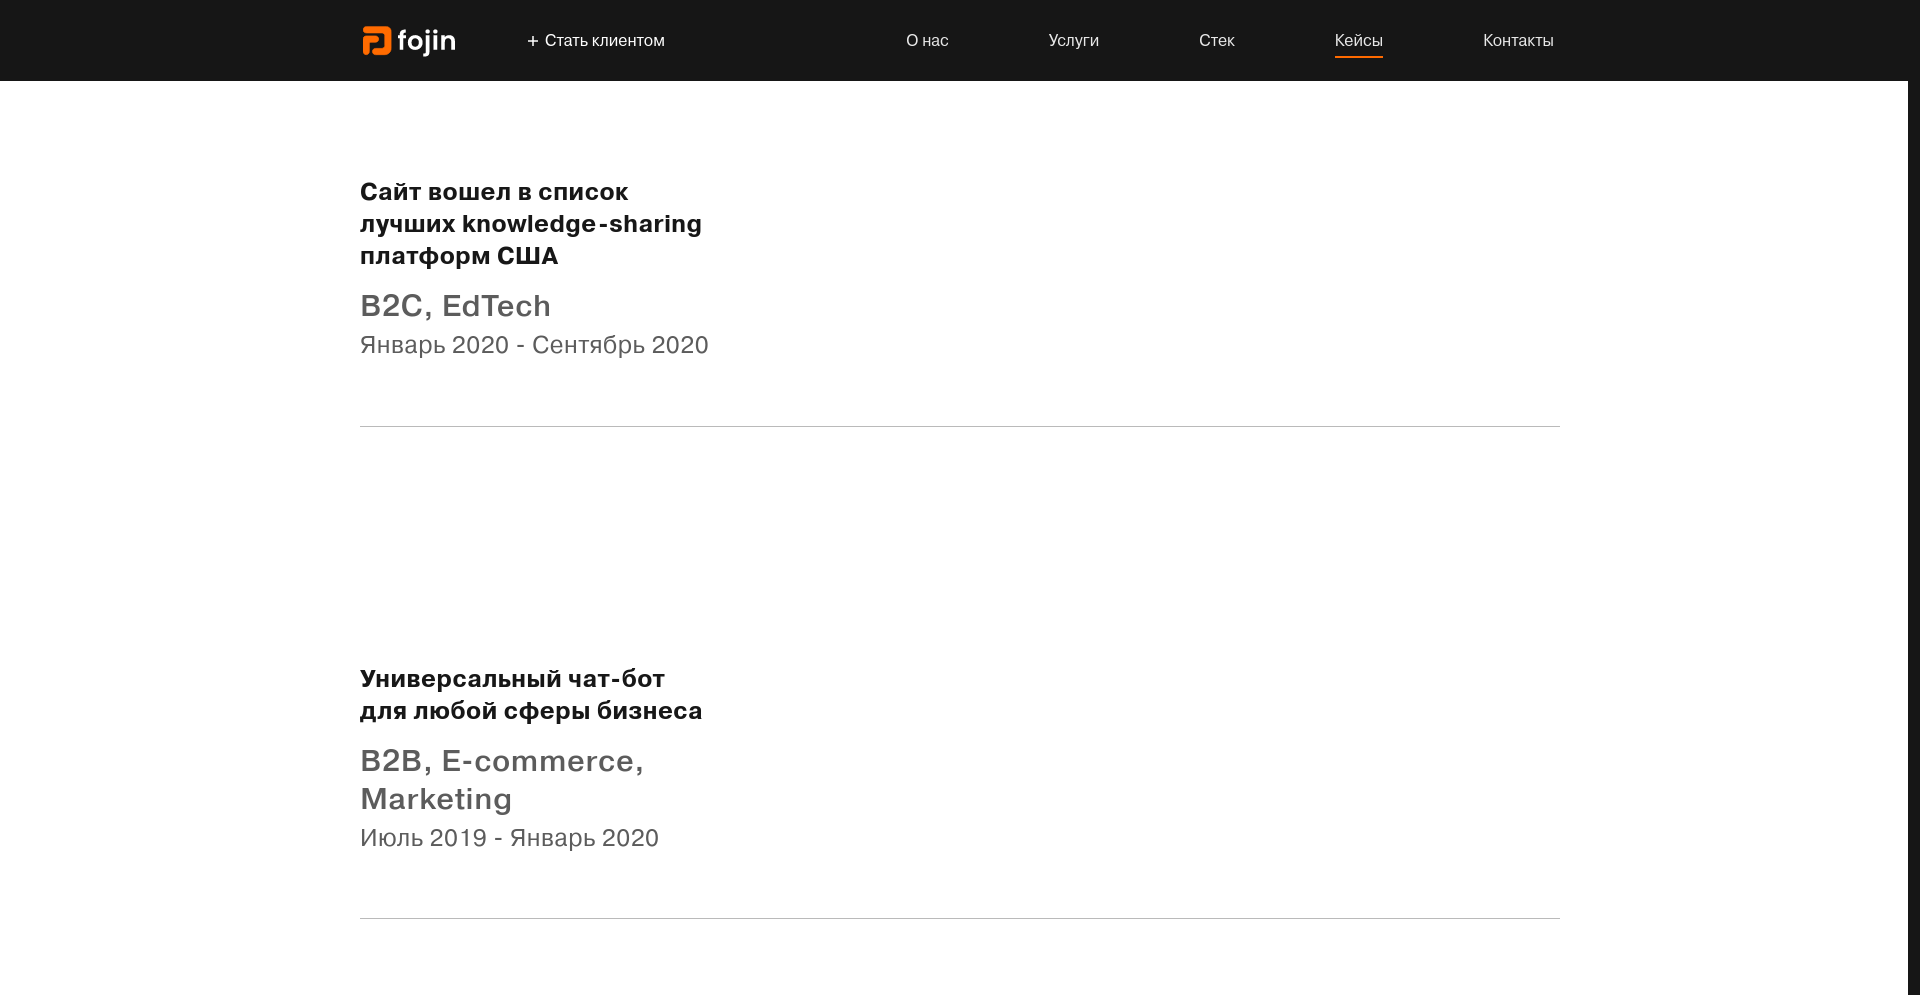 fojin
+ Стать клиентом
О нас
Услуги
Стек
Кейсы
Контакты
Сайт вошел в список
лучших knowledge-sharing
платформ США
B2C, EdTech
Январь 2020 - Сентябрь 2020
Универсальный чат-бот
для любой сферы бизнеса
B2B, E-commerce,
Marketing
Июль 2019 - Январь 2020